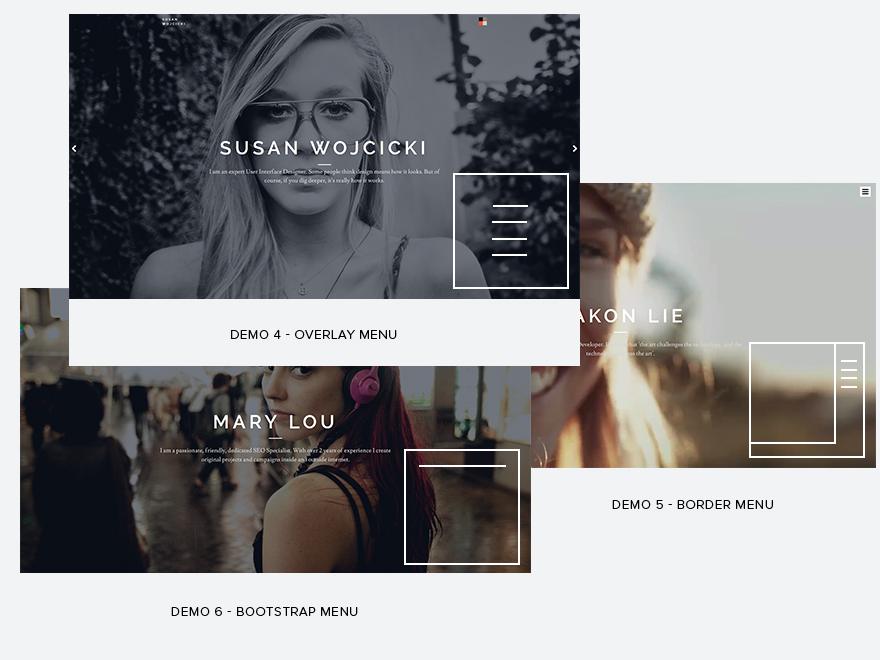 SUSAN
WOJCICKI
SUSAN WOJCICKI
I am an expert User Interface Designer. Some people think design means how it looks. But of
course, if you dig deeper, it's really how it works.
DEMO 4 - OVERLAY MENU
AKON LIE
Developer. that 'the art challenges the technology, and the
the art'.
DEMO 5 - BORDER MENU
MARY LOU
I am a passionate, friendly, dedicated SEO Specialist. With over 2 years of experience I create
original projects and campaigns inside and outside internet.
DEMO 6 - BOOTSTRAP MENU